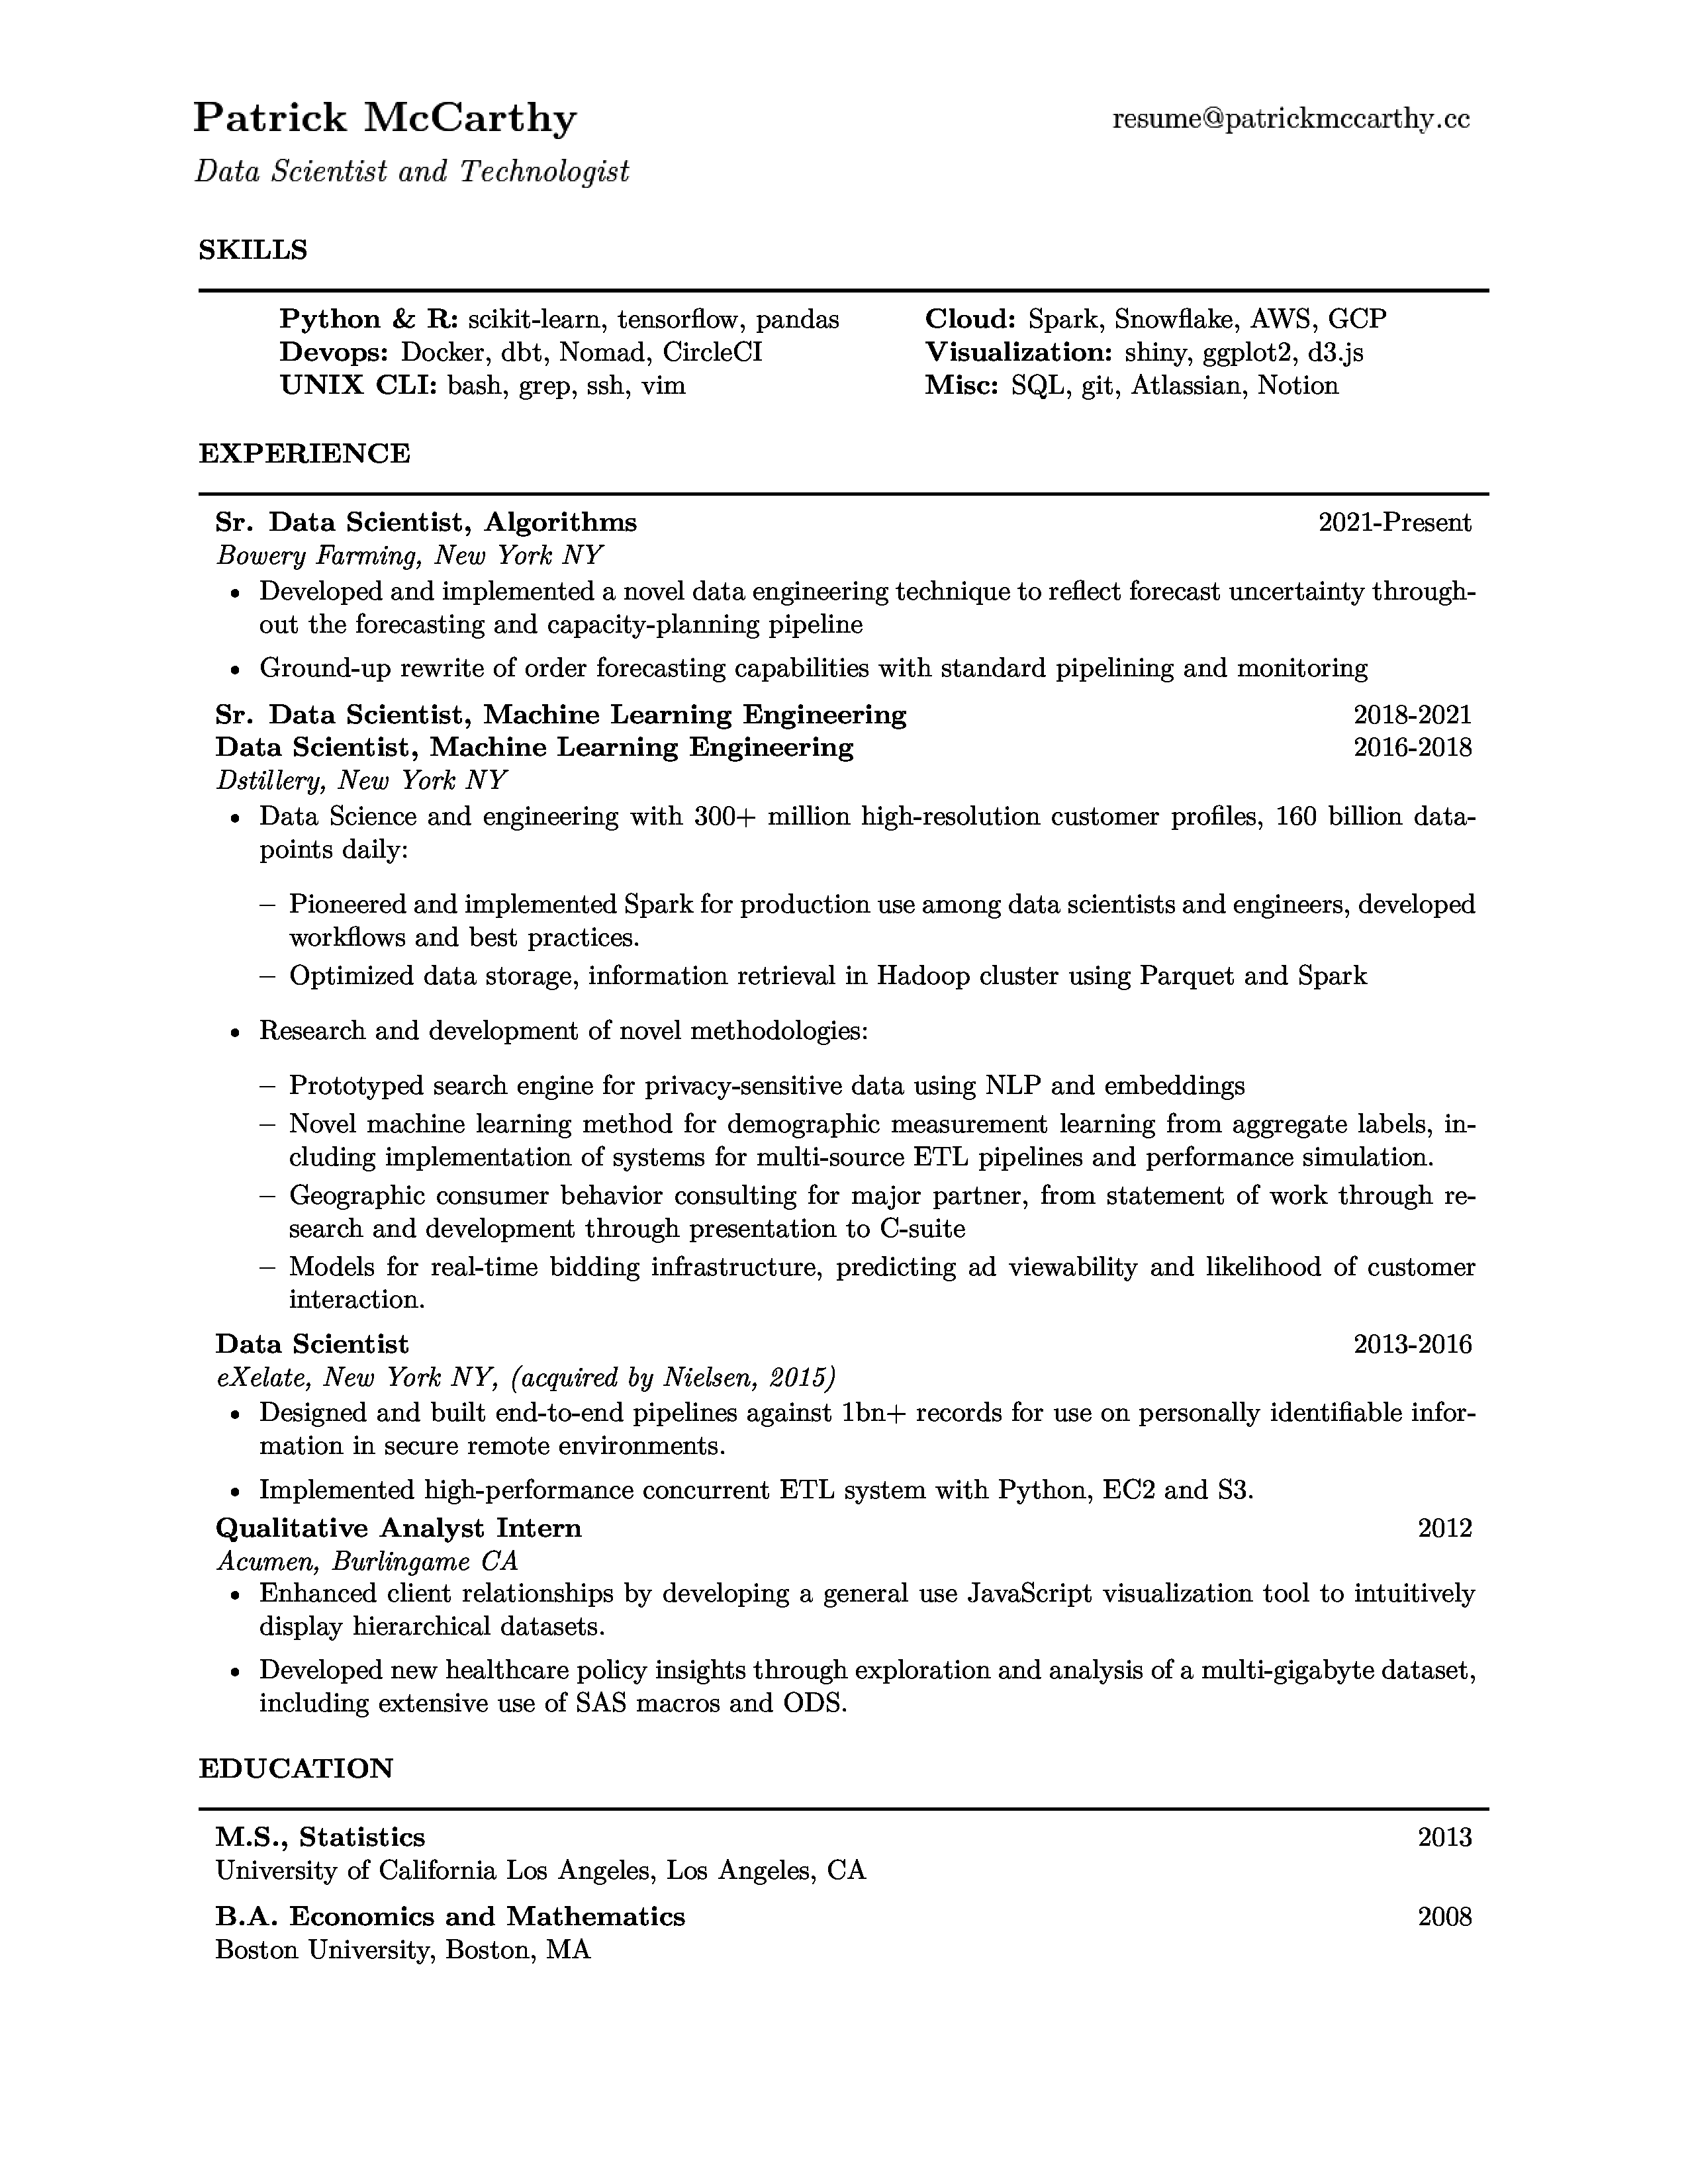 Patrick McCarthy resume@patrickmccarthy.cc
Data Scientist and Technologist
SKILLS
Python & R: scikit-learn, tensorflow, pandas Cloud: Spark, Snowflake, AWS, GCP
Devops: Docker, dbt, Nomad, CircleCI Visualization: shiny, ggplot2, d3.js
UNIX CLI: bash, grep, ssh, vim Misc: SQL, git, Atlassian, Notion
EXPERIENCE
Sr. Data Scientist, Algorithms 2021-Present
Bowery Farming, New York NY
• Developed and implemented a novel data engineering technique to reflect forecast uncertainty through-
out the forecasting and capacity-planning pipeline
• Ground-up rewrite of order forecasting capabilities with standard pipelining and monitoring
Sr. Data Scientist, Machine Learning Engineering 2018-2021
Data Scientist, Machine Learning Engineering 2016-2018
Dstillery, New York NY
• Data Science and engineering with 300+ million high-resolution customer profiles, 160 billion data-
points daily:
– Pioneered and implemented Spark for production use among data scientists and engineers, developed
workflows and best practices.
– Optimized data storage, information retrieval in Hadoop cluster using Parquet and Spark
• Research and development of novel methodologies:
– Prototyped search engine for privacy-sensitive data using NLP and embeddings
– Novel machine learning method for demographic measurement learning from aggregate labels, in-
cluding implementation of systems for multi-source ETL pipelines and performance simulation.
– Geographic consumer behavior consulting for major partner, from statement of work through re-
search and development through presentation to C-suite
– Models for real-time bidding infrastructure, predicting ad viewability and likelihood of customer
interaction.
Data Scientist 2013-2016
eXelate, New York NY, (acquired by Nielsen, 2015)
• Designed and built end-to-end pipelines against 1bn+ records for use on personally identifiable infor-
mation in secure remote environments.
• Implemented high-performance concurrent ETL system with Python, EC2 and S3.
Qualitative Analyst Intern 2012
Acumen, Burlingame CA
• Enhanced client relationships by developing a general use JavaScript visualization tool to intuitively
display hierarchical datasets.
• Developed new healthcare policy insights through exploration and analysis of a multi-gigabyte dataset,
including extensive use of SAS macros and ODS.
EDUCATION
M.S., Statistics 2013
University of California Los Angeles, Los Angeles, CA
B.A. Economics and Mathematics 2008
Boston University, Boston, MA